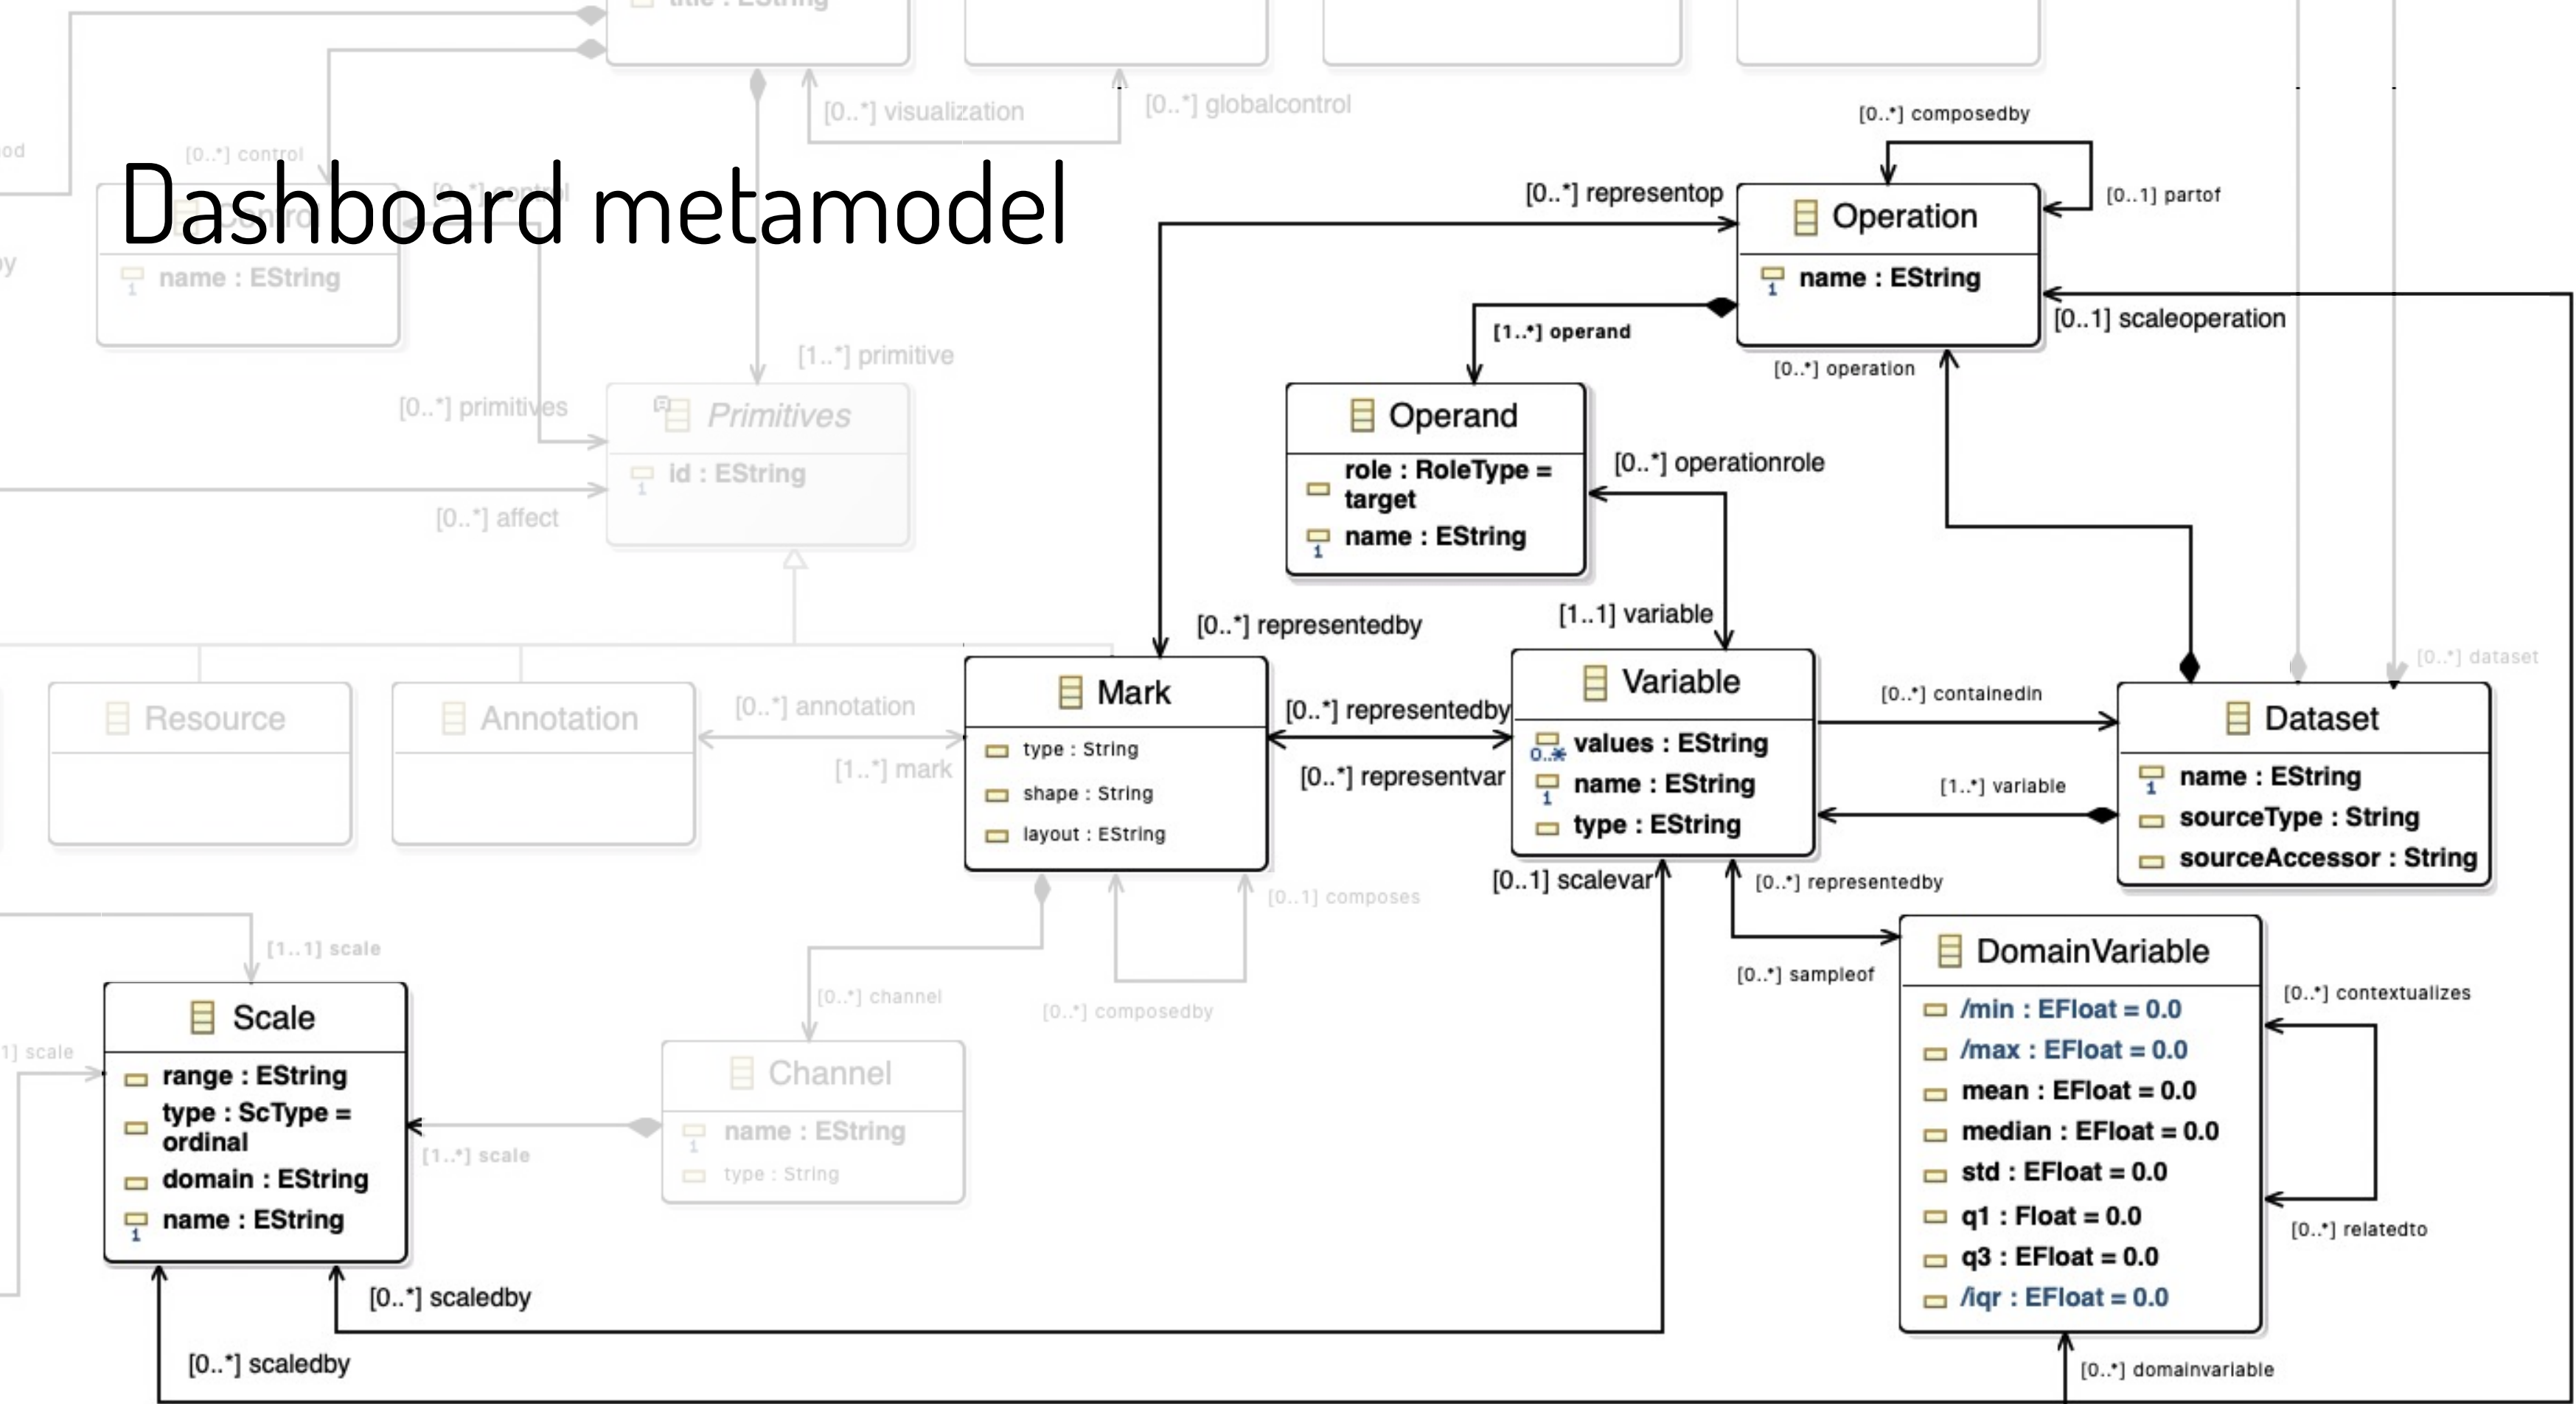 title : EString
[0..*] visualization
[0..*] globalcontrol
[0..*] composedby
[0..*] control
[0..*] control
[0..1] partof
[0..*] representop
Dashboard metamodel
Control
name : EString
Operation
name : EString
[0..1] scaleoperation
[1..*] operand
[0..*] operation
[1..*] primitive
[0..*] primitives
Primitives
id : EString
[0..*] affect
Operand
role : RoleType =
target
name : EString
[0..*] operationrole
[1..1] variable
[0..*] representedby
[0..*] dataset
Resource
Annotation
[0..*] annotation
[1..*] mark
Mark
type : String
shape : String
layout : EString
[0..*] representedby
[0..*] representvar
Variable
values : EString
0..*
name : EString
type : EString
[0..*] containedin
[1..*] variable
Dataset
name : EString
sourceType : String
sourceAccessor : String
[0..1] scalevar
[0..*] representedby
[0..*] sampleof
[0..1] composes
[0..*] composedby
[0..*] channel
[1..1] scale
1] scale
Scale
range : EString
type : ScType =
ordinal
domain : EString
name : EString
[1..*] scale
Channel
name : EString
type : String
DomainVariable
/min : EFloat = 0.0
/max : EFloat = 0.0
mean : EFloat = 0.0
median : EFloat = 0.0
std : EFloat = 0.0
q1 : Float = 0.0
q3 : EFloat = 0.0
/iqr : EFloat = 0.0
[0..*] contextualizes
[0..*] relatedto
[0..*] scaledby
[0..*] scaledby
[0..*] domainvariable